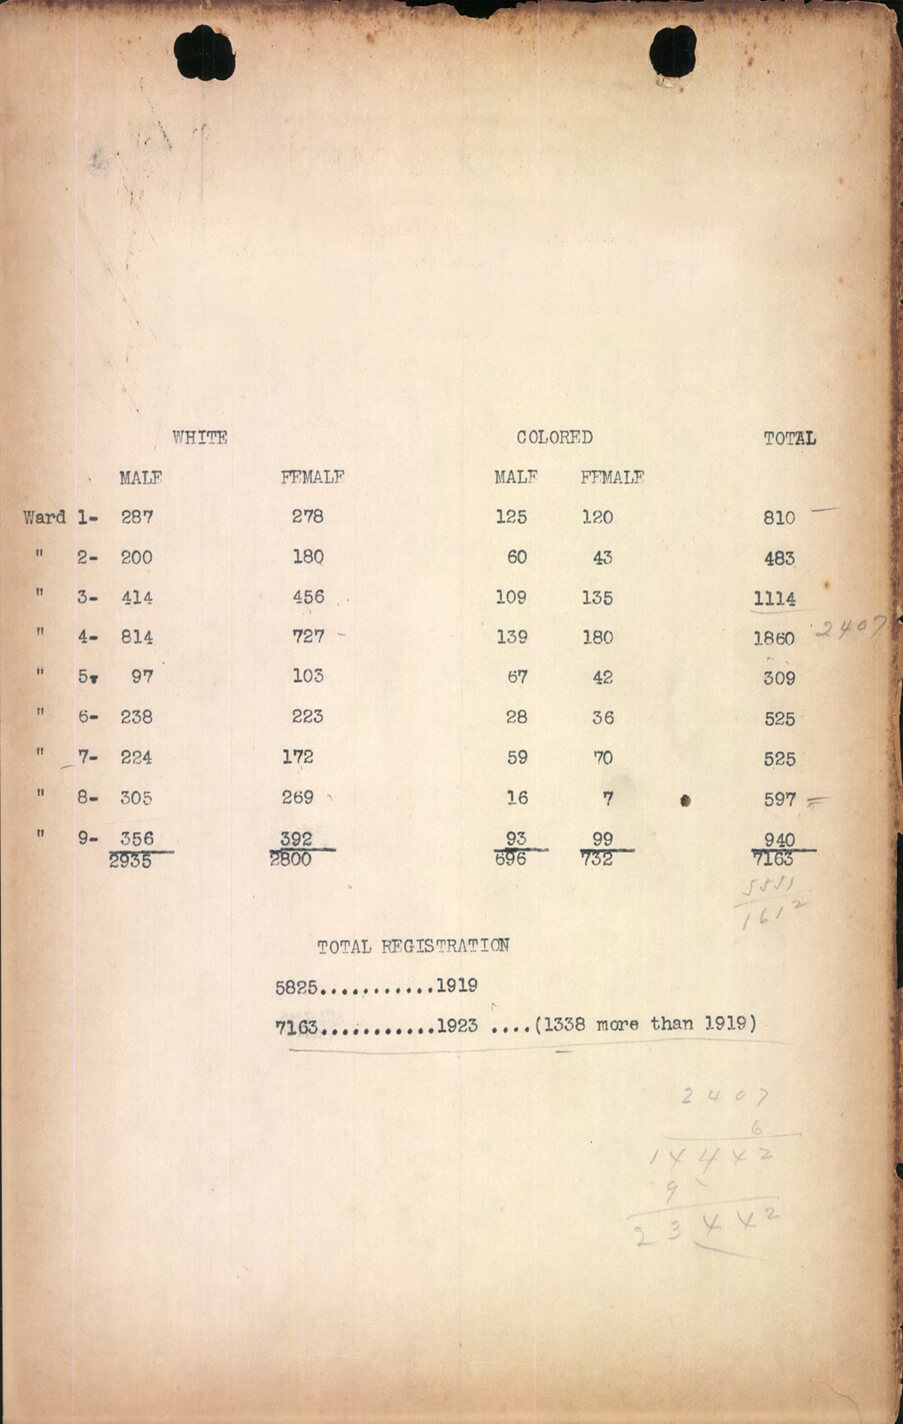 WHITE COLORED TOTAL
MALE FEMALE MALE FEMALE
Ward 1- 287 278 125 120 810
" 2- 200 180 60 43 483
" 3- 414 456 109 135 1114
" 4- 814 727 139 180 1860 2407
" 5- 97 103 67 42 309
" 6- 238 223 28 36 525
" 7- 224 172 59 70 525
" 8- 305 269 16 7 597
" 9- 356 392 93 99 940
2935 2800 696 732 7163
5551
1612
TOTAL REGISTRATION
5825...........1919
7163...........1923 ....(1338 more than 1919)
2407
6
14442
9
23442